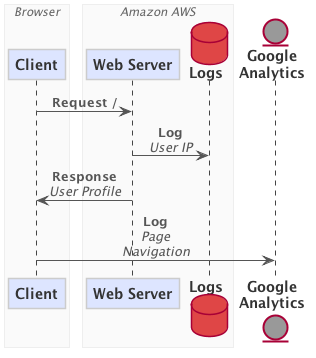 Browser
Amazon AWS
Client
Web Server
Logs
Google
Analytics
Request /
Log
User IP
Response
User Profile
Log
Page
Navigation
Client
Web Server
Logs
Google
Analytics